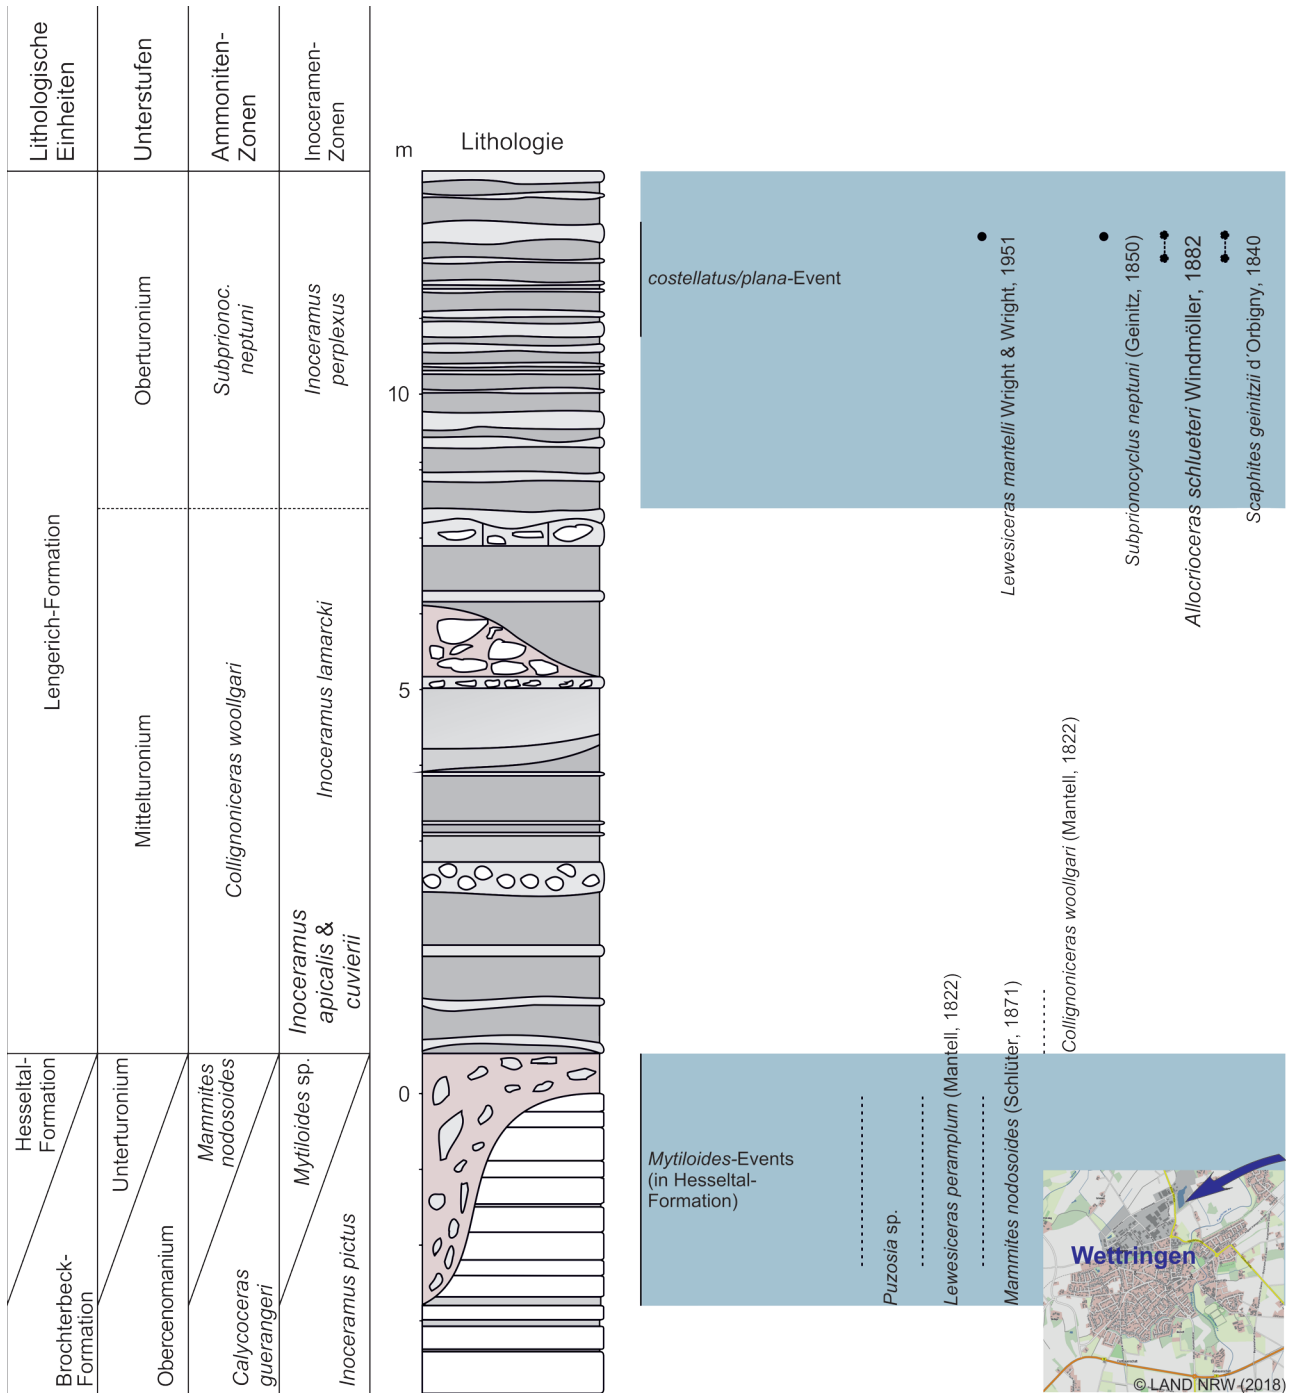 Lithologische
Einheiten
Unterstufen
Ammoniten-
Zonen
Inoceramen-
Zonen
m
Lithologie
Lengerich-Formation
Oberturonium
Subprionoc.
neptuni
Inoceramus
perplexus
10
costellatus/plana-Event
Lewesiceras mantelli Wright & Wright, 1951
Subprionocyclus neptuni (Geinitz, 1850)
Allocrioceras schlueteri Windmöller, 1882
Scaphites geinitzii d´Orbigny, 1840
Mittelturonium
Collignoniceras woollgari
Inoceramus lamarcki
5
Inoceramus
apicalis &
cuvierii
Collignoniceras woollgari (Mantell, 1822)
Hesseltal-
Formation
Unterturonium
Mammites
nodosoides
Mytiloides sp.
0
Mytiloides-Events
(in Hesseltal-
Formation)
Puzosia sp.
Lewesiceras peramplum (Mantell, 1822)
Mammites nodosoides (Schlüter, 1871)
Brochterbeck-
Formation
Obercenomanium
Calycoceras
guerangeri
Inoceramus pictus
Wettringen
© LAND NRW (2018)